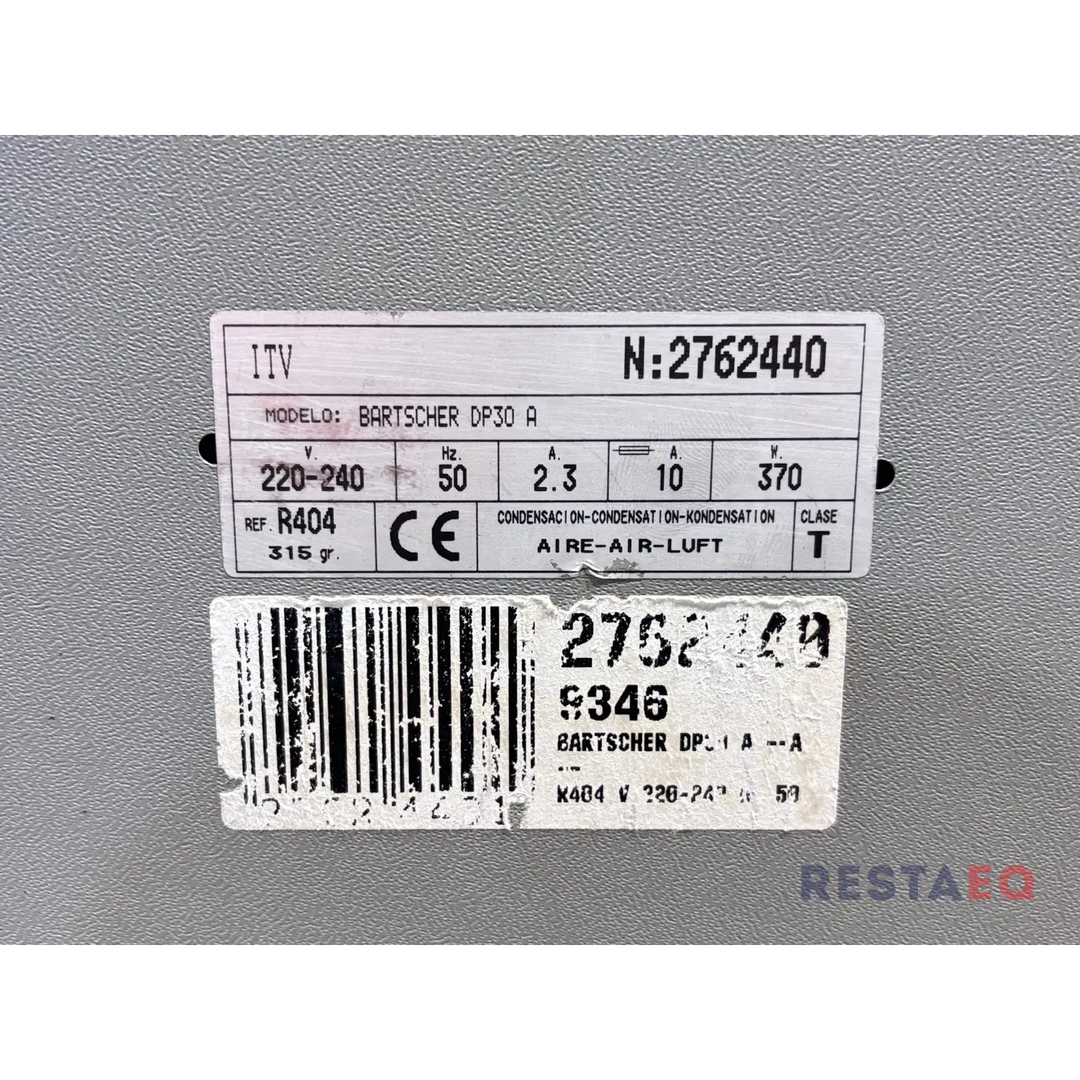 ITV N:2762440
MODELO: BARTSCHER DP30 A
V. Hz. A. A. W.
220-240 50 2.3 10 370
REF. R404 CE CONDENSACION-CONDENSATION-KONDENSATION CLASE
315 gr. AIRE-AIR-LUFT T
9346
BARTSCHER A --A
R404 V 50
RESTAEQ